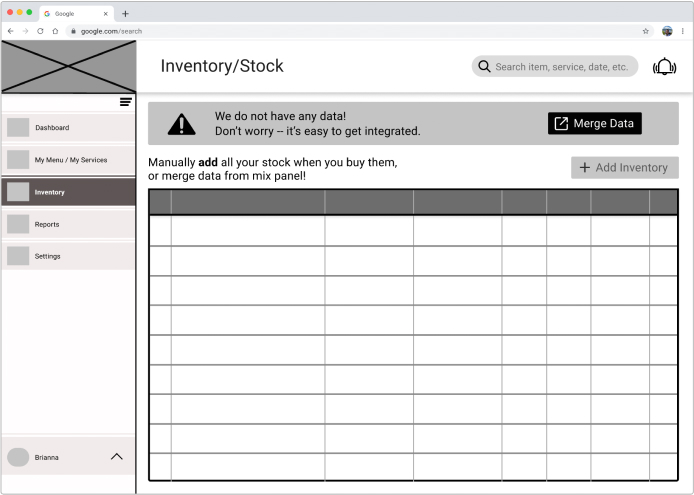 Google
google.com/search
Inventory/Stock
Search item, service, date, etc.
We do not have any data!
Don't worry -- it's easy to get integrated.
Merge Data
Dashboard
My Menu / My Services
Inventory
Reports
Settings
Manually add all your stock when you buy them,
or merge data from mix panel!
+ Add Inventory
Brianna